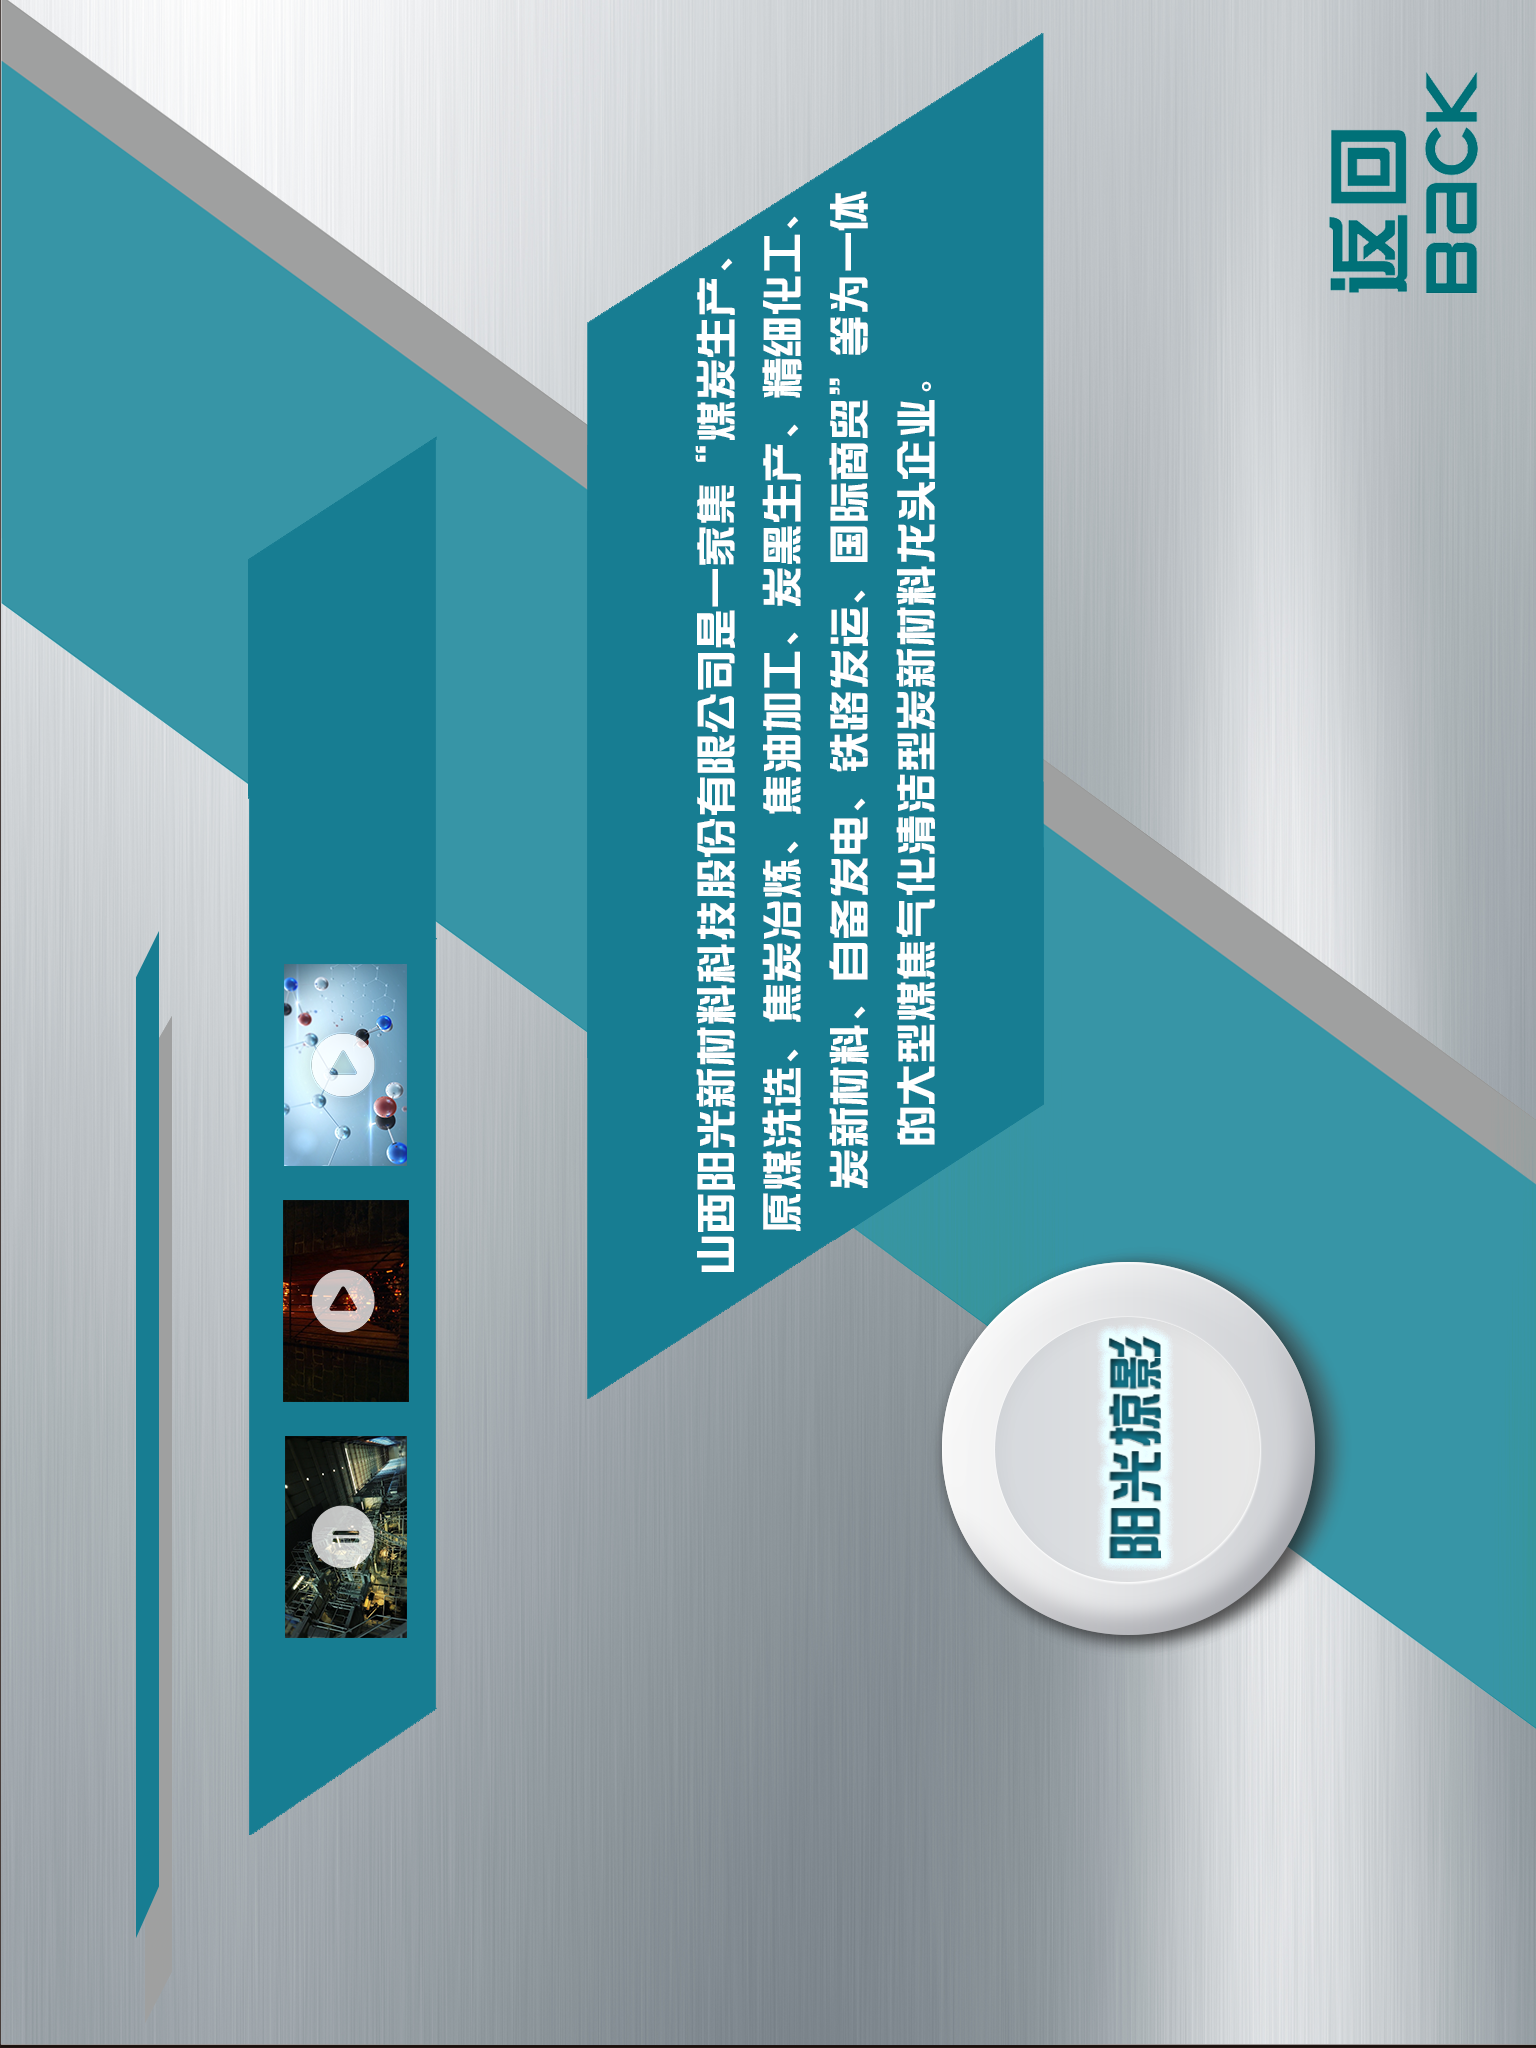 山西阳光新材料科技股份有限公司是一家集“煤炭生产、
原煤洗选、焦炭冶炼、焦油加工、炭黑生产、精细化工、
炭新材料、自备发电、铁路发运、国际商贸”等为一体
的大型煤焦气化清洁型炭新材料龙头企业。
阳光掠影
返回
BacK